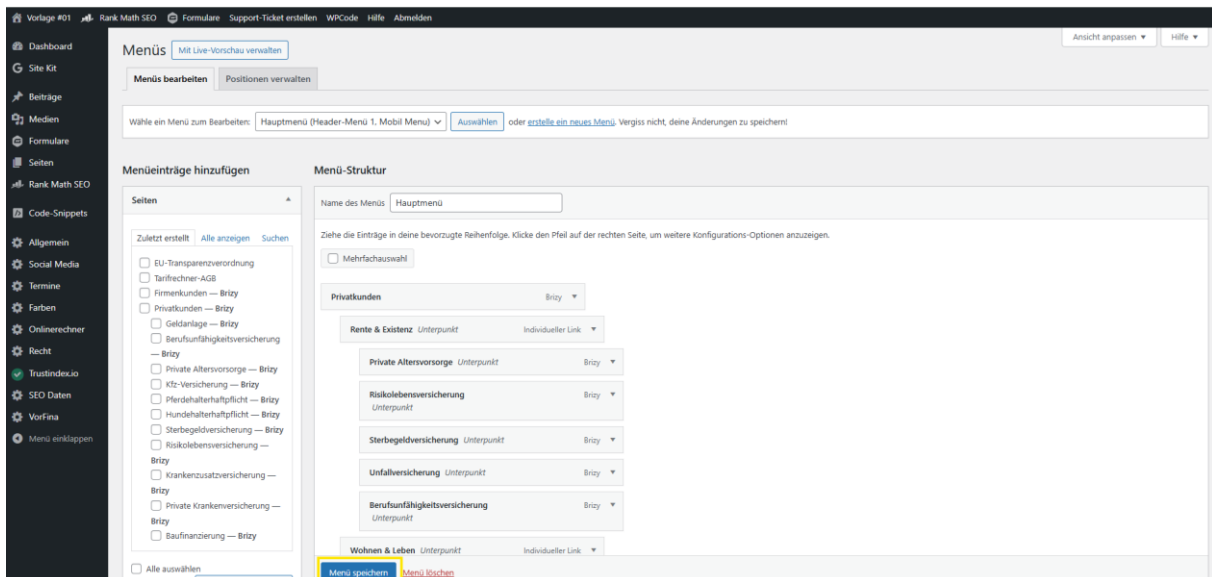 Vorlage #01 Rank Math SEO Formulare Support-Ticket erstellen WPCode Hilfe Abmelden
Dashboard
Site Kit
Beiträge
Medien
Formulare
Seiten
Rank Math SEO
Code-Snippets
Allgemein
Social Media
Termine
Farben
Onlinerechner
Recht
Trustindex.io
SEO Daten
VorFina
Menü einklappen
Ansicht anpassen Hilfe
Menüs Mit Live-Vorschau verwalten
Menüs bearbeiten Positionen verwalten
Wähle ein Menü zum Bearbeiten: Hauptmenü (Header-Menü 1, Mobil Menu) Auswählen oder erstelle ein neues Menü. Vergiss nicht, deine Änderungen zu speichern!
Menüeinträge hinzufügen
Seiten
Zuletzt erstellt Alle anzeigen Suchen
EU-Transparenzverordnung
Tarifrechner-AGB
Firmenkunden — Brizy
Privatkunden — Brizy
Geldanlage — Brizy
Berufsunfähigkeitsversicherung
— Brizy
Private Altersvorsorge — Brizy
Kfz-Versicherung — Brizy
Pferdehalterhaftpflicht — Brizy
Hundehalterhaftpflicht — Brizy
Sterbegeldversicherung — Brizy
Risikolebensversicherung —
Brizy
Krankenzusatzversicherung —
Brizy
Private Krankenversicherung —
Brizy
Baufinanzierung — Brizy
Alle auswählen
Menü-Struktur
Name des Menüs Hauptmenü
Ziehe die Einträge in deine bevorzugte Reihenfolge. Klicke den Pfeil auf der rechten Seite, um weitere Konfigurations-Optionen anzuzeigen.
Mehrfachauswahl
Privatkunden Brizy
Rente & Existenz Unterpunkt Individueller Link
Private Altersvorsorge Unterpunkt Brizy
Risikolebensversicherung Brizy
Unterpunkt
Sterbegeldversicherung Unterpunkt Brizy
Unfallversicherung Unterpunkt Brizy
Berufsunfähigkeitsversicherung Brizy
Unterpunkt
Wohnen & Leben Unterpunkt Individueller Link
Menü speichern Menü löschen